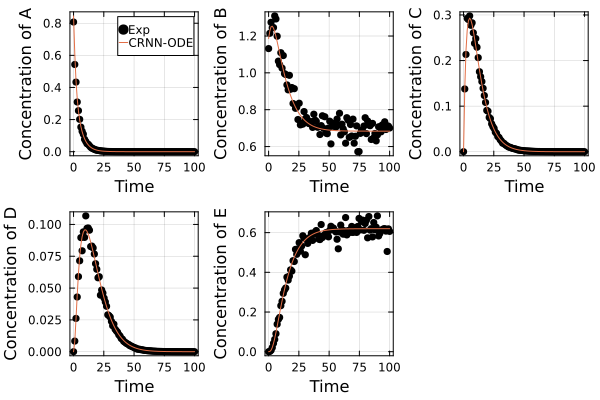 Concentration of A
0.8
0.6
0.4
0.2
0.0
0 25 50 75 100
Time
Exp
CRNN-ODE
Concentration of B
1.2
1.0
0.8
0.6
0 25 50 75 100
Time
Concentration of C
0.3
0.2
0.1
0.0
0 25 50 75 100
Time
Concentration of D
0.100
0.075
0.050
0.025
0.000
0 25 50 75 100
Time
Concentration of E
0.6
0.4
0.2
0.0
0 25 50 75 100
Time